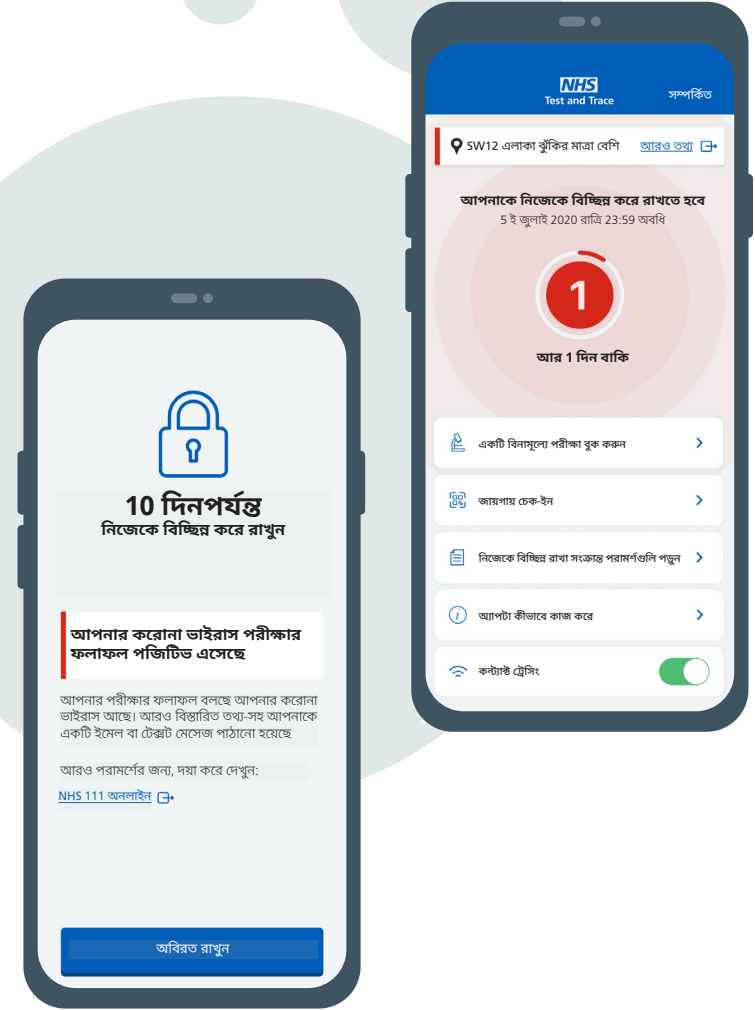 NHS
Test and Trace
সম্পর্কিত
SW12 এলাকা ঝুঁকির মাত্রা বেশি আরও তথ্য
আপনাকে নিজেকে বিচ্ছিন্ন করে রাখতে হবে
5 ই জুলাই 2020 রাত্রি 23:59 অবধি
1
আর 1 দিন বাকি
একটি বিনামূল্যে পরীক্ষা বুক করুন
জায়গায় চেক-ইন
নিজেকে বিচ্ছিন্ন রাখা সংক্রান্ত পরামর্শগুলি পড়ুন
অ্যাপটা কীভাবে কাজ করে
কন্ট্যাক্ট ট্রেসিং
10 দিনপর্যন্ত
নিজেকে বিচ্ছিন্ন করে রাখুন
আপনার করোনা ভাইরাস পরীক্ষার
ফলাফল পজিটিভ এসেছে
আপনার পরীক্ষার ফলাফল বলছে আপনার করোনা
ভাইরাস আছে। আরও বিস্তারিত তথ্য-সহ আপনাকে
একটি ইমেল বা টেক্সট মেসেজ পাঠানো হয়েছে
আরও পরামর্শের জন্য, দয়া করে দেখুন:
NHS 111 অনলাইন
অবিরত রাখুন